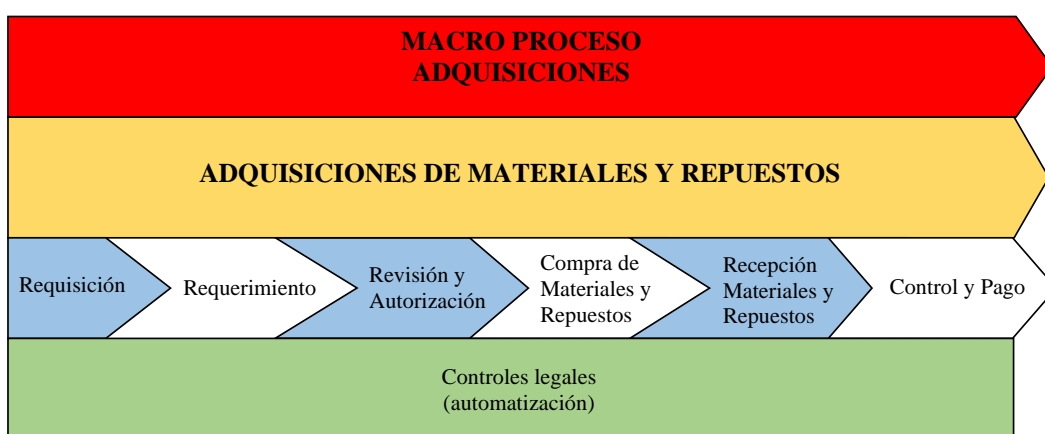 MACRO PROCESO
ADQUISICIONES
ADQUISICIONES DE MATERIALES Y REPUESTOS
Requisición
Requerimiento
Revisión y
Autorización
Compra de
Materiales y
Repuestos
Recepción
Materiales y
Repuestos
Control y Pago
Controles legales
(automatización)